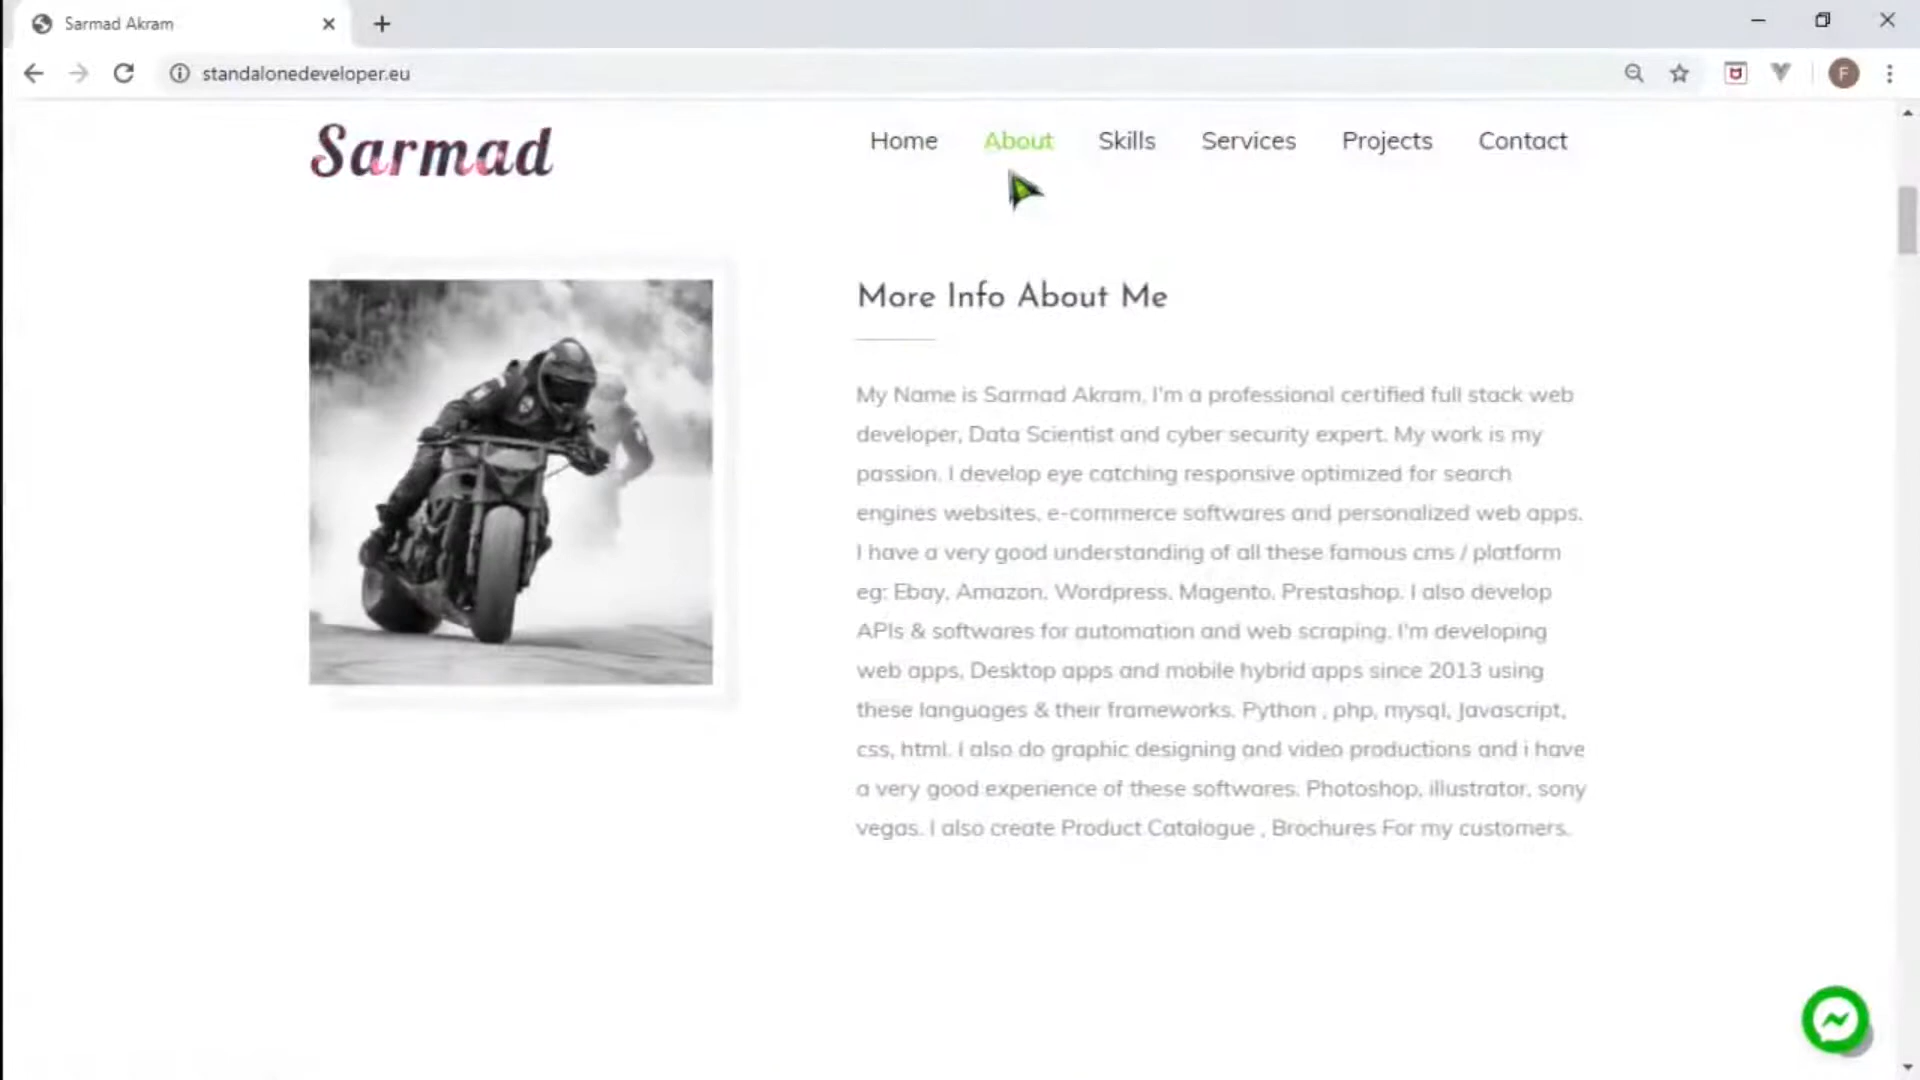 Sarmad Akram
standalonedeveloper.eu
F
Sarmad
Home About Skills Services Projects Contact
More Info About Me
My Name is Sarmad Akram, I'm a professional certified full stack web
developer, Data Scientist and cyber security expert. My work is my
passion. I develop eye catching responsive optimized for search
engines websites, e-commerce softwares and personalized web apps.
I have a very good understanding of all these famous cms / platform
eg: Ebay, Amazon, Wordpress, Magento, Prestashop. I also develop
APIs & softwares for automation and web scraping. I'm developing
web apps, Desktop apps and mobile hybrid apps since 2013 using
these languages & their frameworks. Python , php, mysql, Javascript,
css, html. I also do graphic designing and video productions and i have
a very good experience of these softwares. Photoshop, illustrator, sony
vegas. I also create Product Catalogue , Brochures For my customers.